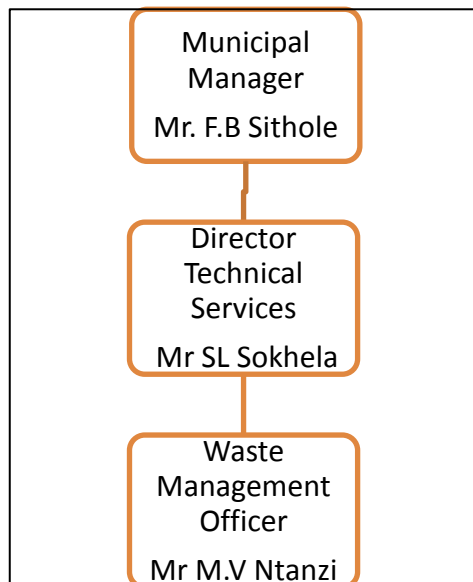 Municipal
Manager
Mr. F.B Sithole
Director
Technical
Services
Mr SL Sokhela
Waste
Management
Officer
Mr M.V Ntanzi